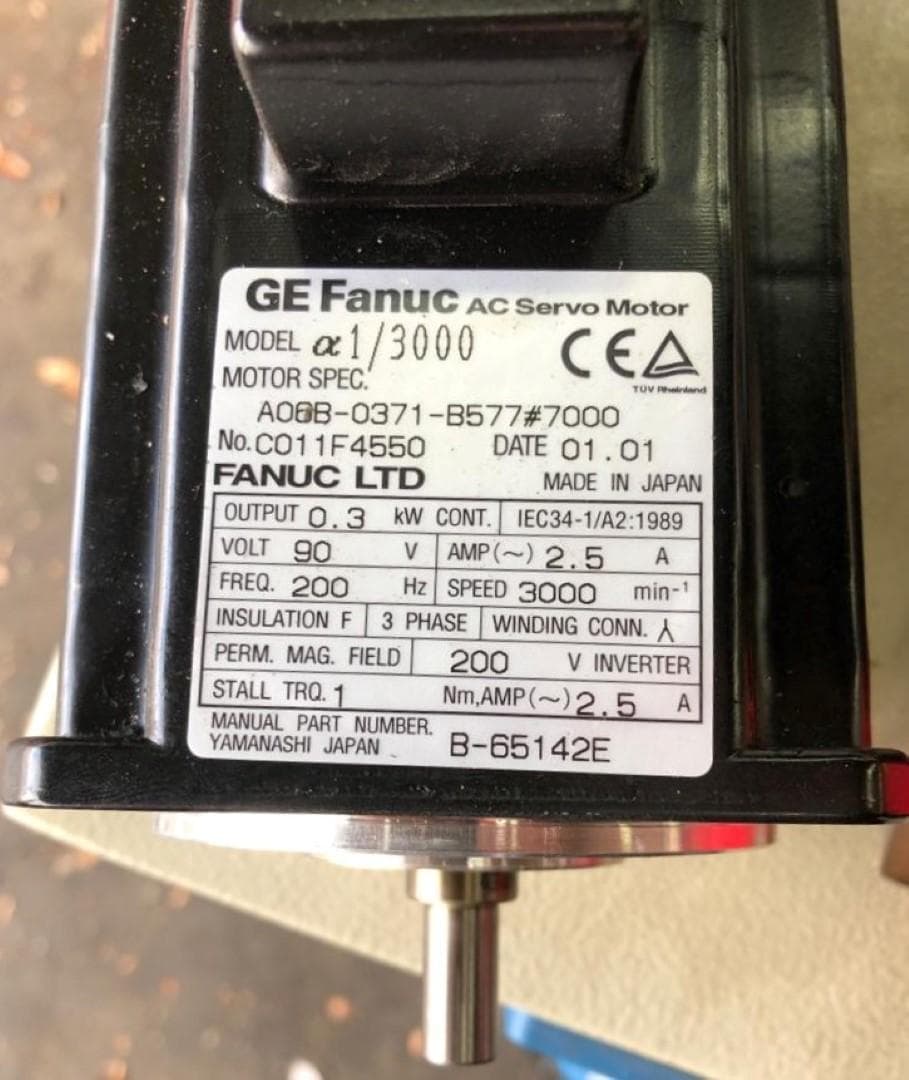 GE Fanuc AC Servo Motor
MODEL α1/3000
CE
TÜV Rheinland
MOTOR SPEC.
A06B-0371-B577#7000
No. C011F4550 DATE 01.01
FANUC LTD MADE IN JAPAN
OUTPUT 0.3 kW CONT. IEC34-1/A2:1989
VOLT 90 V AMP(~) 2.5 A
FREQ. 200 Hz SPEED 3000 min-¹
INSULATION F 3 PHASE WINDING CONN. Y
PERM. MAG. FIELD 200 V INVERTER
STALL TRQ. 1 Nm,AMP(~) 2.5 A
MANUAL PART NUMBER.
YAMANASHI JAPAN B-65142E